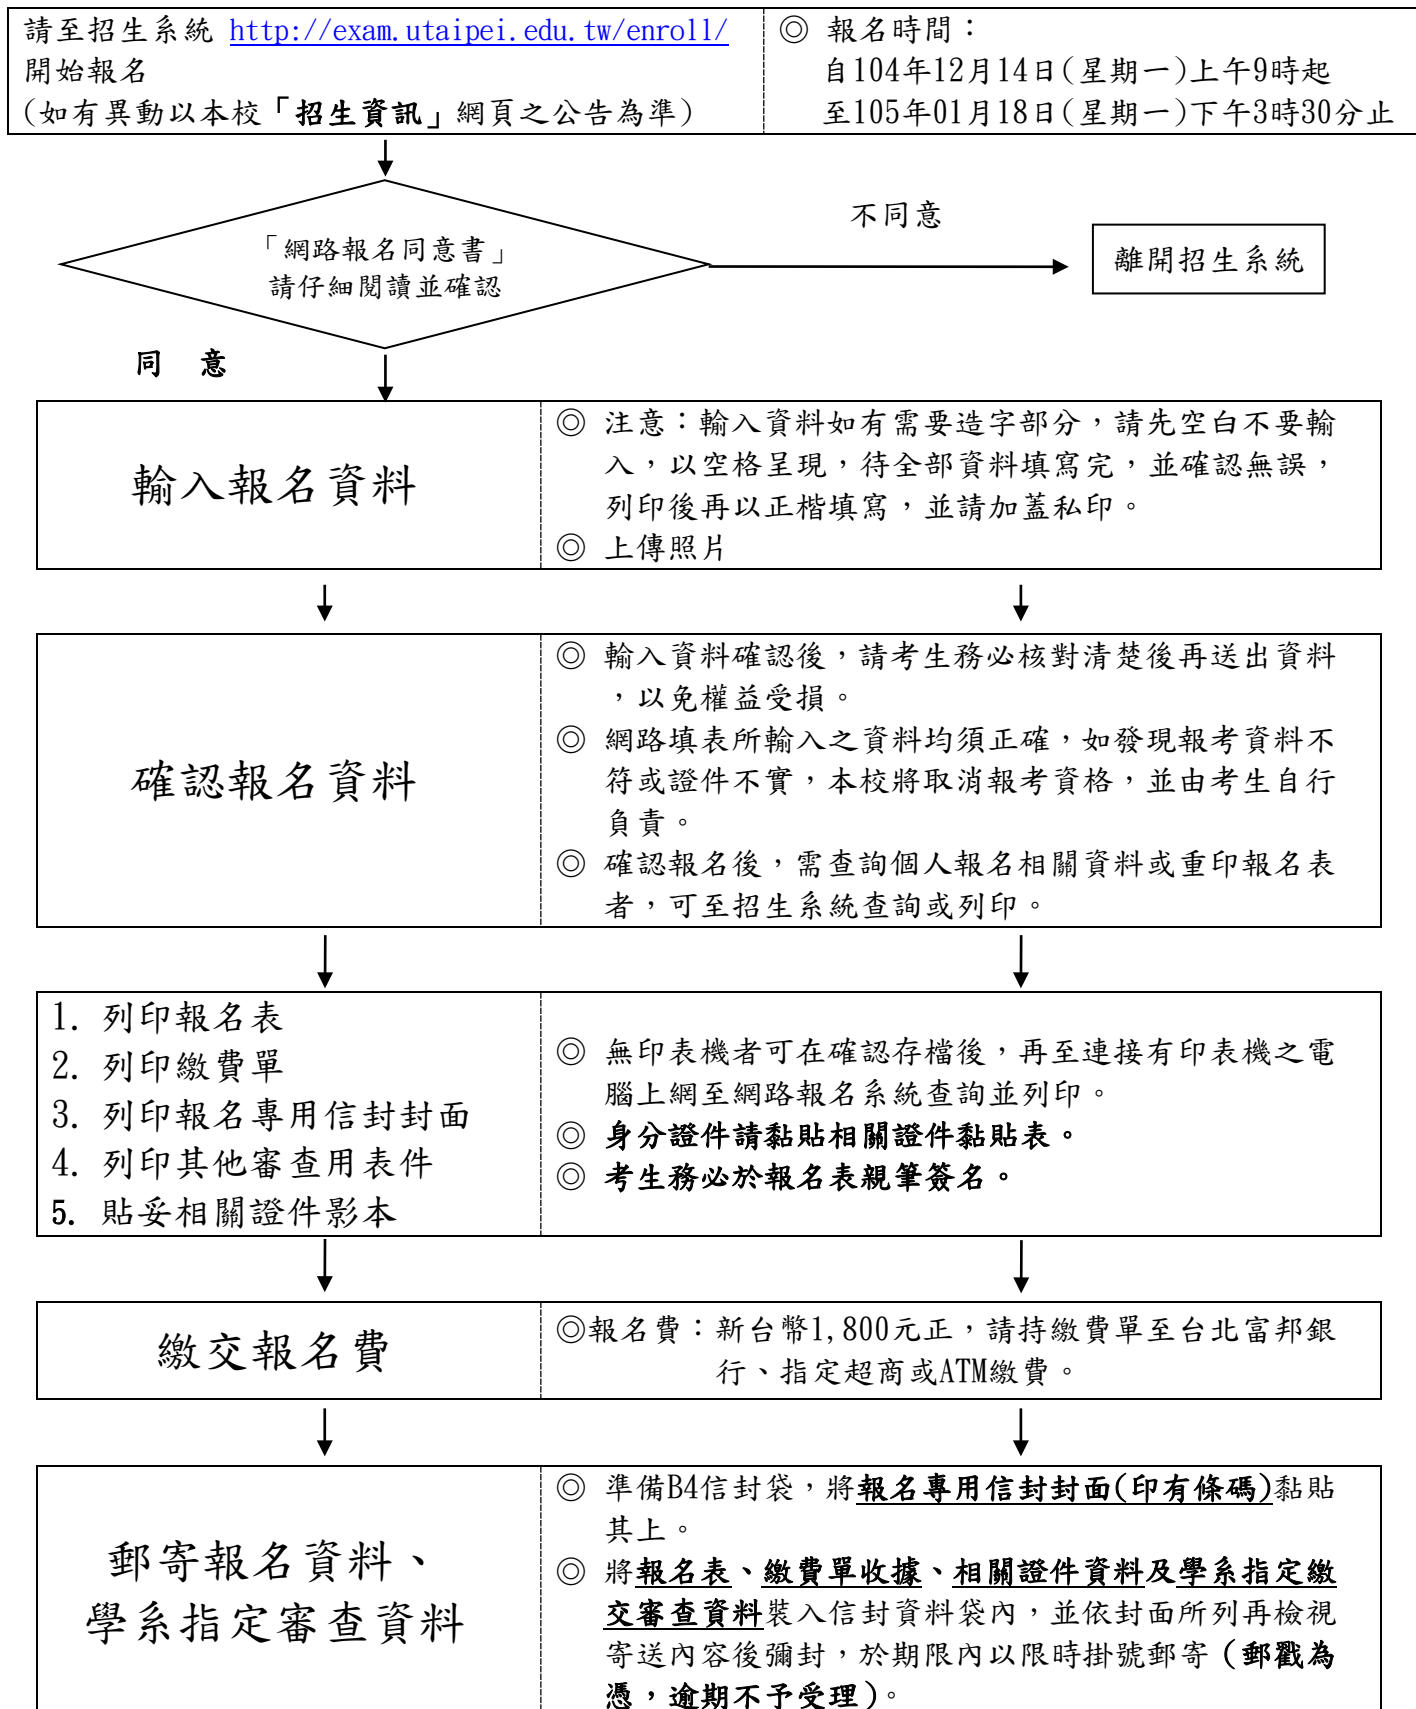 請至招生系統 http://exam.utaipei.edu.tw/enroll/
開始報名
(如有異動以本校「招生資訊」網頁之公告為準)
◎ 報名時間：
自104年12月14日(星期一)上午9時起
至105年01月18日(星期一)下午3時30分止
「網路報名同意書」
請仔細閱讀並確認
不同意
離開招生系統
同 意
輸入報名資料
◎ 注意：輸入資料如有需要造字部分，請先空白不要輸
入，以空格呈現，待全部資料填寫完，並確認無誤，
列印後再以正楷填寫，並請加蓋私印。
◎ 上傳照片
確認報名資料
◎ 輸入資料確認後，請考生務必核對清楚後再送出資料
，以免權益受損。
◎ 網路填表所輸入之資料均須正確，如發現報考資料不
符或證件不實，本校將取消報考資格，並由考生自行
負責。
◎ 確認報名後，需查詢個人報名相關資料或重印報名表
者，可至招生系統查詢或列印。
1. 列印報名表
2. 列印繳費單
3. 列印報名專用信封封面
4. 列印其他審查用表件
5. 貼妥相關證件影本
◎ 無印表機者可在確認存檔後，再至連接有印表機之電
腦上網至網路報名系統查詢並列印。
◎ 身分證件請黏貼相關證件黏貼表。
◎ 考生務必於報名表親筆簽名。
繳交報名費
◎報名費：新台幣1,800元正，請持繳費單至台北富邦銀
行、指定超商或ATM繳費。
郵寄報名資料、
學系指定審查資料
◎ 準備B4信封袋，將報名專用信封封面(印有條碼)黏貼
其上。
◎ 將報名表、繳費單收據、相關證件資料及學系指定繳
交審查資料裝入信封資料袋內，並依封面所列再檢視
寄送內容後彌封，於期限內以限時掛號郵寄(郵戳為
憑，逾期不予受理)。